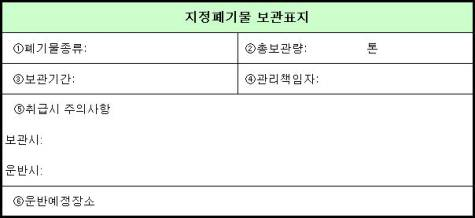 지정폐기물 보관표지
①폐기물종류: ②총보관량: 톤
③보관기간: ④관리책임자:
⑤취급시 주의사항
보관시:
운반시:
⑥운반예정장소